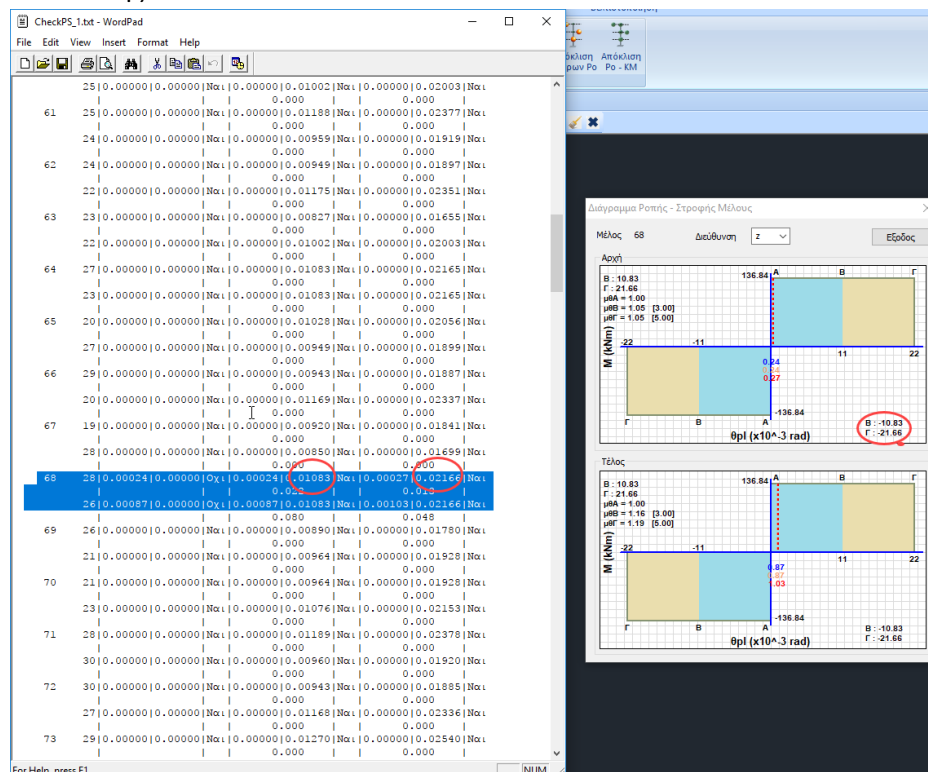 CheckPS_1.txt - WordPad
File Edit View Insert Format Help
25|0.00000|0.00000|Ναι|0.00000|0.01002|Ναι|0.00000|0.02003|Ναι
| | | 0.000 | | 0.000 |
61 25|0.00000|0.00000|Ναι|0.00000|0.01188|Ναι|0.00000|0.02377|Ναι
| | | 0.000 | | 0.000 |
24|0.00000|0.00000|Ναι|0.00000|0.00959|Ναι|0.00000|0.01919|Ναι
| | | 0.000 | | 0.000 |
62 24|0.00000|0.00000|Ναι|0.00000|0.00949|Ναι|0.00000|0.01897|Ναι
| | | 0.000 | | 0.000 |
22|0.00000|0.00000|Ναι|0.00000|0.01175|Ναι|0.00000|0.02351|Ναι
| | | 0.000 | | 0.000 |
63 23|0.00000|0.00000|Ναι|0.00000|0.00827|Ναι|0.00000|0.01655|Ναι
| | | 0.000 | | 0.000 |
22|0.00000|0.00000|Ναι|0.00000|0.01002|Ναι|0.00000|0.02003|Ναι
| | | 0.000 | | 0.000 |
64 27|0.00000|0.00000|Ναι|0.00000|0.01083|Ναι|0.00000|0.02165|Ναι
| | | 0.000 | | 0.000 |
23|0.00000|0.00000|Ναι|0.00000|0.01083|Ναι|0.00000|0.02165|Ναι
| | | 0.000 | | 0.000 |
65 20|0.00000|0.00000|Ναι|0.00000|0.01028|Ναι|0.00000|0.02056|Ναι
| | | 0.000 | | 0.000 |
27|0.00000|0.00000|Ναι|0.00000|0.00949|Ναι|0.00000|0.01899|Ναι
| | | 0.000 | | 0.000 |
66 29|0.00000|0.00000|Ναι|0.00000|0.00943|Ναι|0.00000|0.01887|Ναι
| | | 0.000 | | 0.000 |
20|0.00000|0.00000|Ναι|0.00000|0.01169|Ναι|0.00000|0.02337|Ναι
| | | 0.000 | | 0.000 |
67 19|0.00000|0.00000|Ναι|0.00000|0.00920|Ναι|0.00000|0.01841|Ναι
| | | 0.000 | | 0.000 |
28|0.00000|0.00000|Ναι|0.00000|0.00850|Ναι|0.00000|0.01699|Ναι
| | | 0.000 | | 0.000 |
68 28|0.00024|0.00000|Οχι|0.00024|0.01083|Ναι|0.00027|0.02166|Ναι
26|0.00087|0.00000|Οχι|0.00087|0.01083|Ναι|0.00103|0.02166|Ναι
| | | 0.080 | | 0.048 |
69 26|0.00000|0.00000|Ναι|0.00000|0.00890|Ναι|0.00000|0.01780|Ναι
| | | 0.000 | | 0.000 |
21|0.00000|0.00000|Ναι|0.00000|0.00964|Ναι|0.00000|0.01928|Ναι
| | | 0.000 | | 0.000 |
70 21|0.00000|0.00000|Ναι|0.00000|0.00964|Ναι|0.00000|0.01928|Ναι
| | | 0.000 | | 0.000 |
23|0.00000|0.00000|Ναι|0.00000|0.01076|Ναι|0.00000|0.02153|Ναι
| | | 0.000 | | 0.000 |
71 28|0.00000|0.00000|Ναι|0.00000|0.01189|Ναι|0.00000|0.02378|Ναι
| | | 0.000 | | 0.000 |
30|0.00000|0.00000|Ναι|0.00000|0.00960|Ναι|0.00000|0.01920|Ναι
| | | 0.000 | | 0.000 |
72 30|0.00000|0.00000|Ναι|0.00000|0.00943|Ναι|0.00000|0.01885|Ναι
| | | 0.000 | | 0.000 |
27|0.00000|0.00000|Ναι|0.00000|0.01168|Ναι|0.00000|0.02336|Ναι
| | | 0.000 | | 0.000 |
73 29|0.00000|0.00000|Ναι|0.00000|0.01270|Ναι|0.00000|0.02540|Ναι
| | | 0.000 | | 0.000 |
For Help, press F1
NUM
Απόκλιση
Ρο - ΚΜ
Διάγραμμα Ροπής - Στροφής Μέλους
Μέλος 68 Διεύθυνση z Εξοδος
Αρχή
B : 10.83
Γ : 21.66
μθΑ = 1.00
μθΒ = 1.05 [3.00]
μθΓ = 1.05 [5.00]
136.84 A B Γ
-22 -11 11 22
M (kNm)
0.24
0.27
-136.84
Γ B A
θpl (x10^-3 rad)
B : -10.83
Γ : -21.66
Τέλος
B : 10.83
Γ : 21.66
μθΑ = 1.00
μθΒ = 1.16 [3.00]
μθΓ = 1.19 [5.00]
136.84 A B Γ
-22 -11 11 22
M (kNm)
0.87
0.87
1.03
-136.84
Γ B A
θpl (x10^-3 rad)
B : -10.83
Γ : -21.66